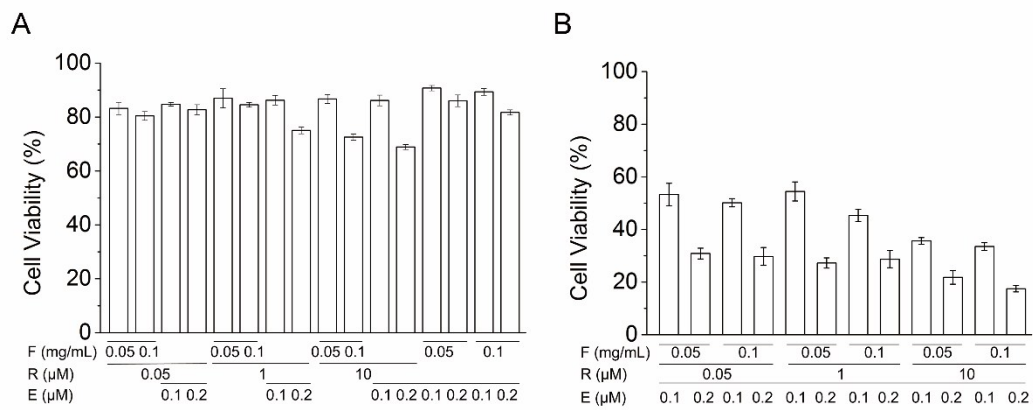 A
Cell Viability (%)
100
80
60
40
20
0
F (mg/mL) 0.05 0.1 0.05 0.1 0.05 0.1 0.05 0.1
R (µM) 0.05 1 10
E (µM) 0.1 0.2 0.1 0.2 0.1 0.2 0.1 0.2 0.1 0.2
B
Cell Viability (%)
100
80
60
40
20
0
F (mg/mL) 0.05 0.1 0.05 0.1 0.05 0.1
R (µM) 0.05 1 10
E (µM) 0.1 0.2 0.1 0.2 0.1 0.2 0.1 0.2 0.1 0.2 0.1 0.2